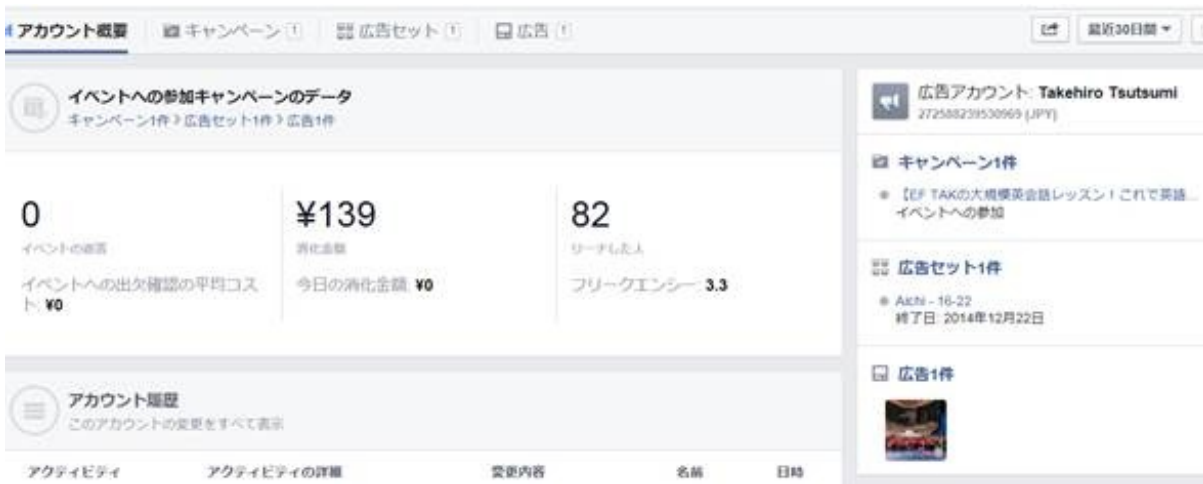 アカウント概要 キャンペーン 1 広告セット 1 広告 1 最近30日間
イベントへの参加キャンペーンのデータ
キャンペーン1件 > 広告セット1件 > 広告1件
0 ¥139 82
イベントの返答 消化金額 リーチした人
イベントへの出欠確認の平均コス
ト: ¥0
今日の消化金額: ¥0
フリークエンシー: 3.3
アカウント履歴
このアカウントの変更をすべて表示
アクティビティ アクティビティの詳細 変更内容 名前 日時
広告アカウント: Takehiro Tsutsumi
(JPY)
キャンペーン1件
【EF TAKの大規模英会話レッスン！これで英語...
イベントへの参加
広告セット1件
Aichi - 16-22
終了日: 2014年12月22日
広告1件